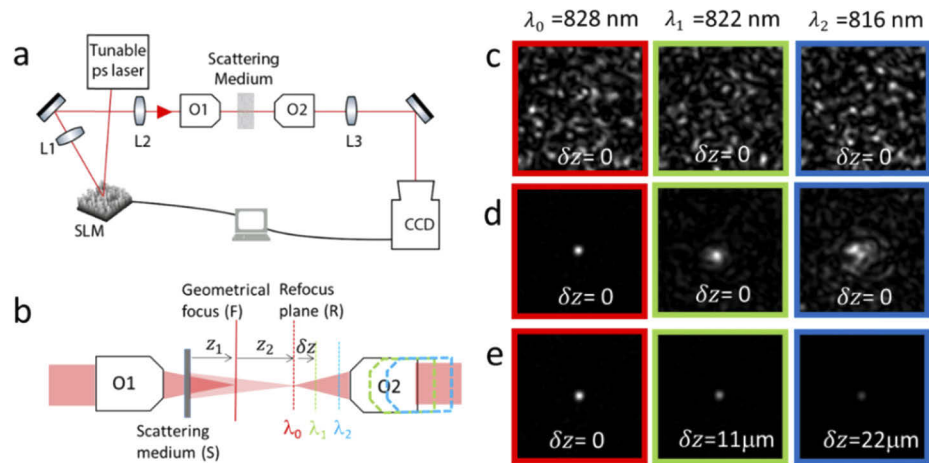 a
Tunable
ps laser
Scattering
Medium
O1
O2
L1
L2
L3
SLM
CCD
b
Geometrical
focus (F)
Refocus
plane (R)
z₁
z₂
δz
O1
O2
Scattering
medium (S)
λ₀
λ₁
λ₂
λ₀ =828 nm
λ₁ =822 nm
λ₂ =816 nm
c
δz= 0
δz= 0
δz= 0
d
δz= 0
δz= 0
δz= 0
e
δz= 0
δz=11μm
δz=22μm